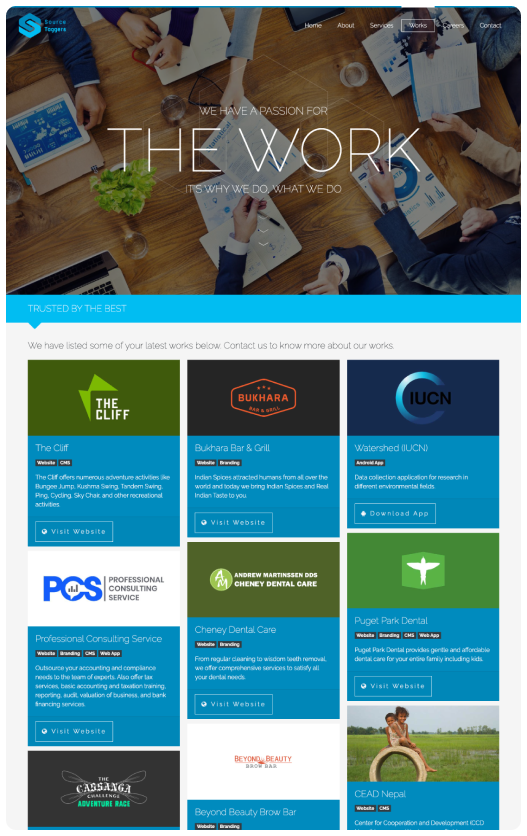 Source
Taggers
Home
About
Services
Works
Careers
Contact
WE HAVE A PASSION FOR
THE WORK
IT'S WHY WE DO, WHAT WE DO
TRUSTED BY THE BEST
We have listed some of your latest works below. Contact us to know more about our works.
THE
CLIFF
The Cliff
Website CMS
The Cliff offers numerous adventure activities like
Bungee Jump, Kushma Swing, Tandem Swing,
Ping, Cycling, Sky Chair, and other recreational
activities
Visit Website
PCS PROFESSIONAL
CONSULTING
SERVICE
Professional Consulting Service
Website Branding CMS Web App
Outsource your accounting and compliance
needs to the team of experts. Also offer tax
services, basic accounting and taxation training,
reporting, audit, valuation of business, and bank
financing services.
Visit Website
THE
CASSANGA
CHALLENGE
ADVENTURE RACE
BUKHARA
BAR & GRILL
Bukhara Bar & Grill
Website Branding
Indian Spices attracted humans from all over the
world and today we bring Indian Spices and Real
Indian Taste to you.
Visit Website
AM ANDREW MARTINSSEN DDS
CHENEY DENTAL CARE
Cheney Dental Care
Website Branding
From regular cleaning to wisdom teeth removal,
we offer comprehensive services to satisfy all
your dental needs.
Visit Website
BEYOND BEAUTY
BROW BAR
Beyond Beauty Brow Bar
Website Branding
IUCN
Watershed (IUCN)
Android App
Data collection application for research in
different environmental fields.
Download App
Puget Park Dental
Website Branding CMS Web App
Puget Park Dental provides gentle and affordable
dental care for your entire family including kids.
Visit Website
CEAD Nepal
Website CMS
Center for Cooperation and Development (CCD